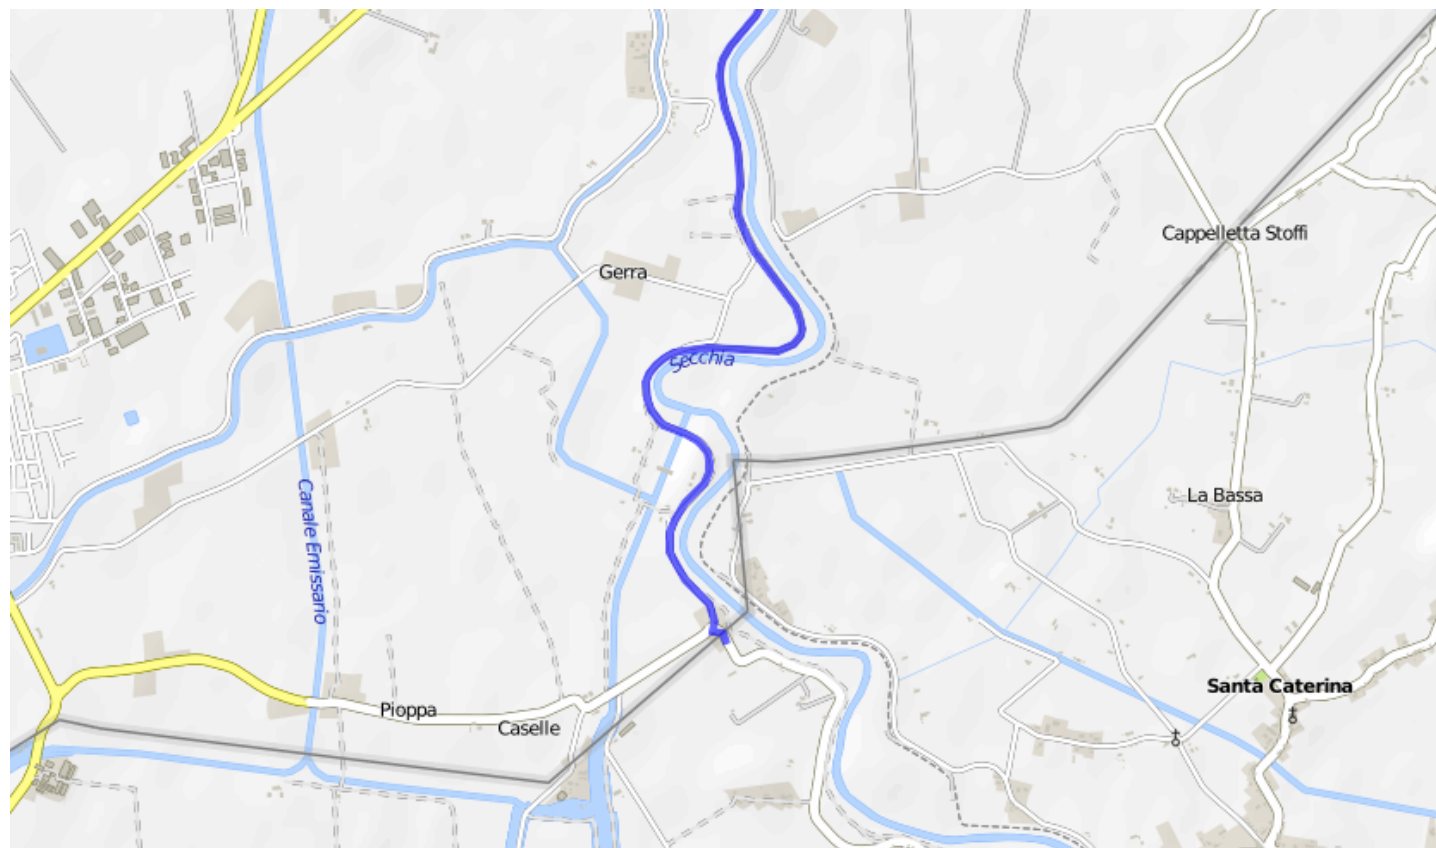 Cappelletta Stoffi
Gerra
Secchia
La Bassa
Canale Emissario
Santa Caterina
Pioppa
Caselle